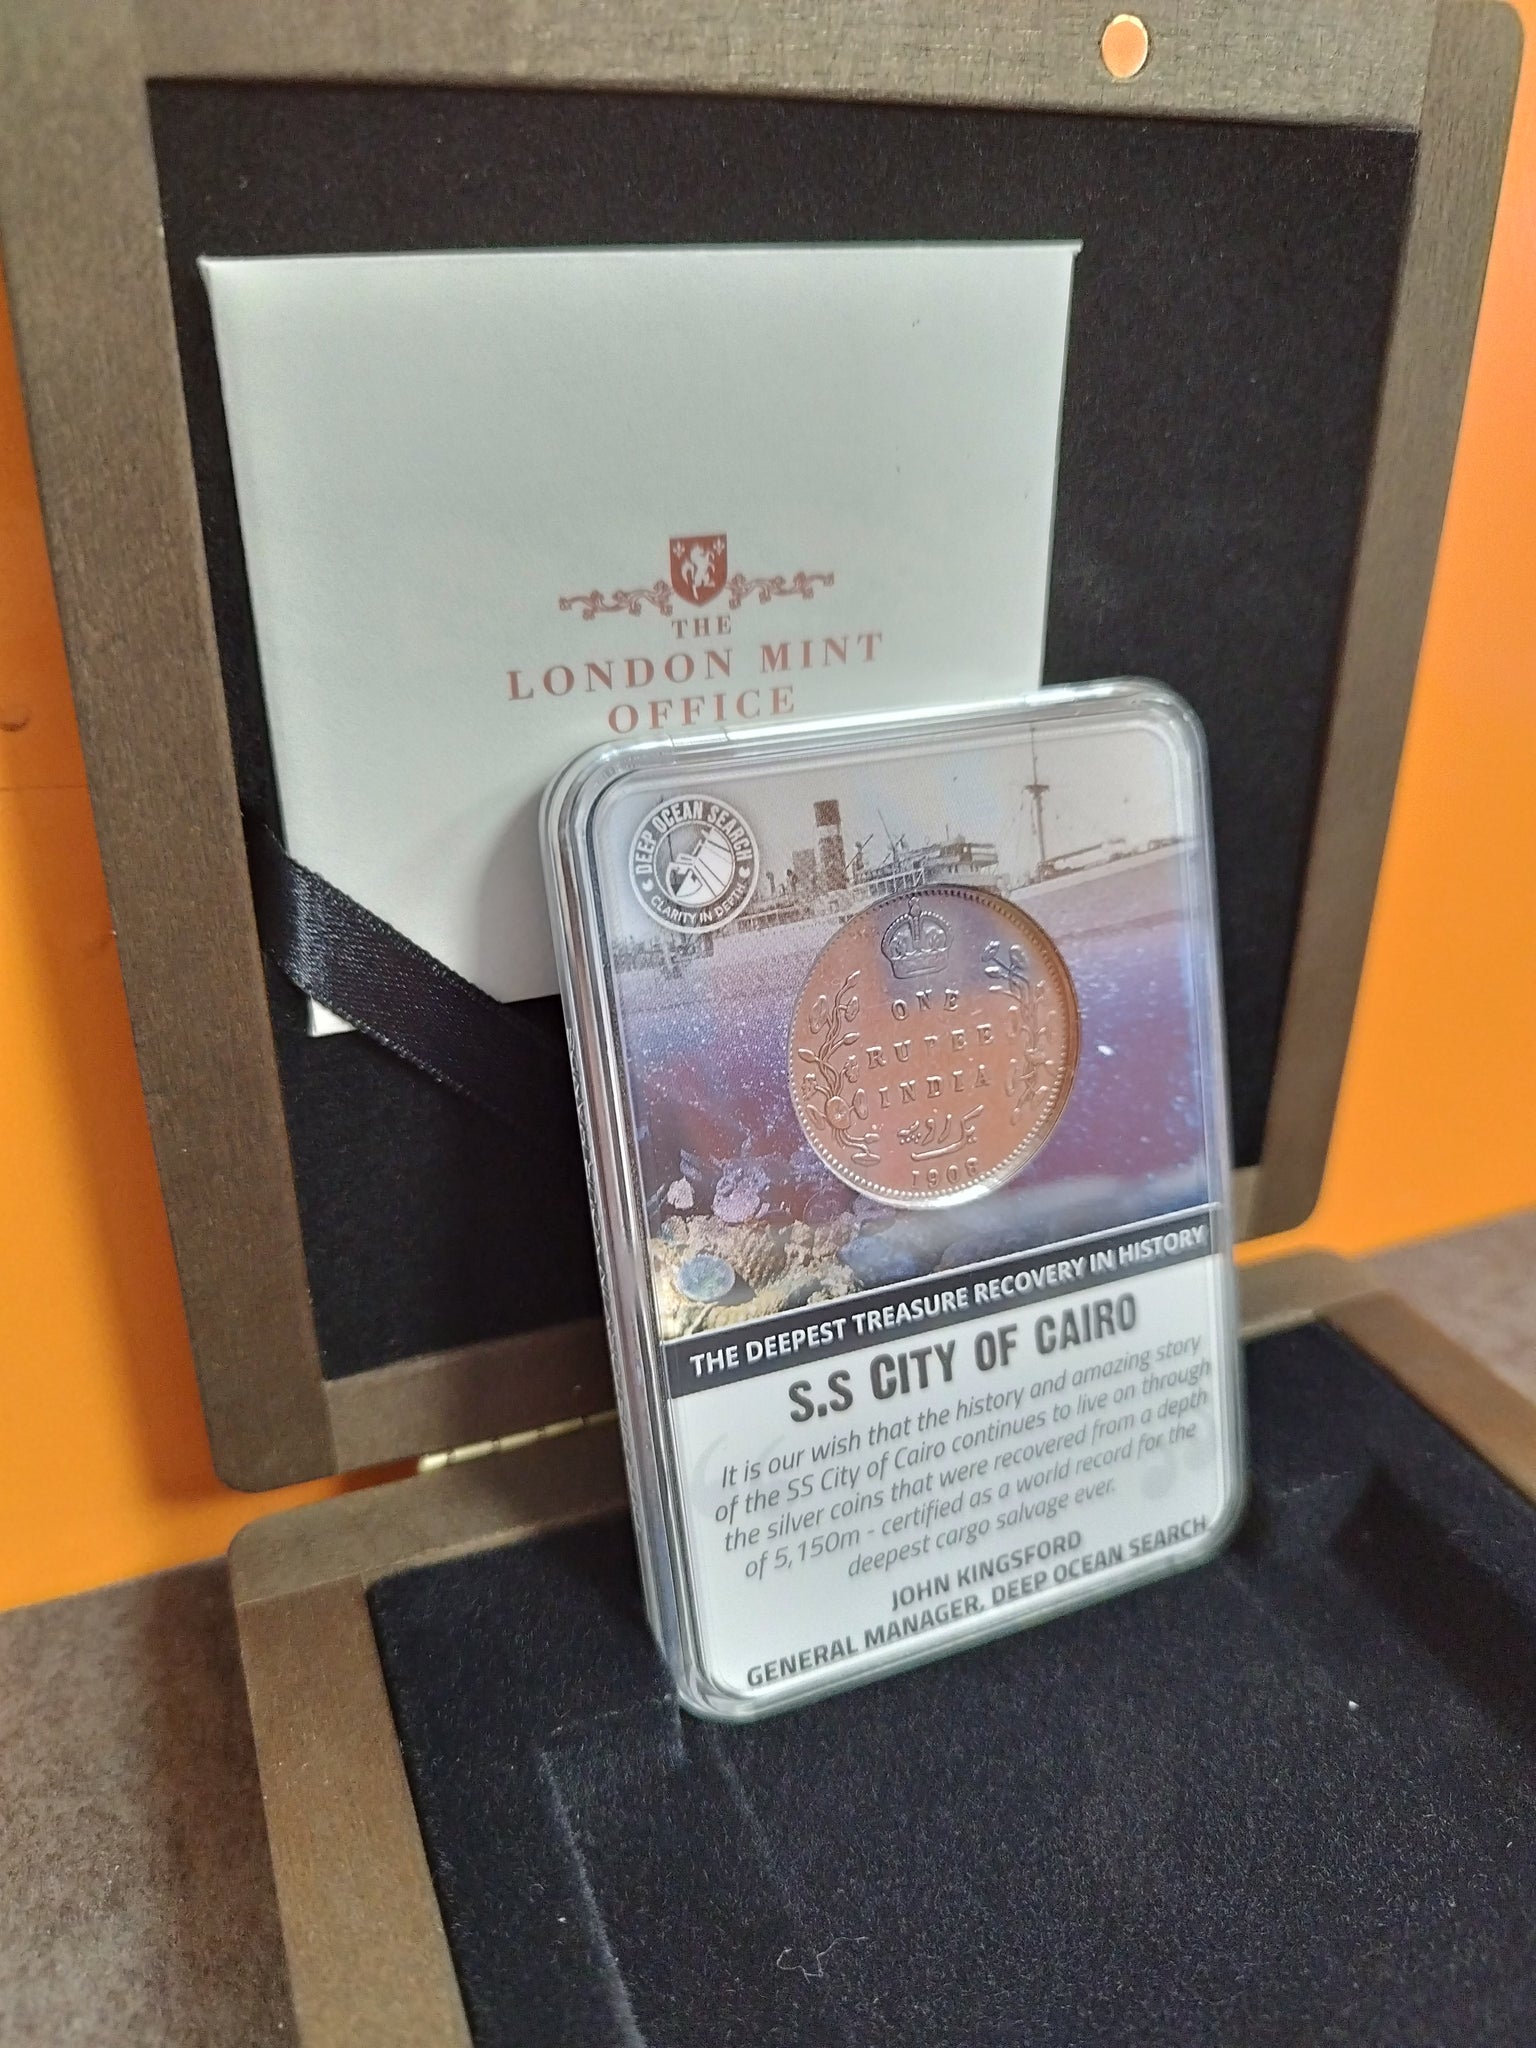 THE
LONDON MINT
OFFICE
DEEP OCEAN SEARCH
CLARITY IN DEPTH
ONE
RUPEE
INDIA
یک روپیہ
1908
THE DEEPEST TREASURE RECOVERY IN HISTORY
S.S CITY OF CAIRO
It is our wish that the history and amazing story
of the SS City of Cairo continues to live on through
the silver coins that were recovered from a depth
of 5,150m - certified as a world record for the
deepest cargo salvage ever.
JOHN KINGSFORD
GENERAL MANAGER, DEEP OCEAN SEARCH